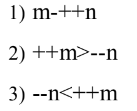 1) m-++n
2) ++m>--n
3) --n<++m